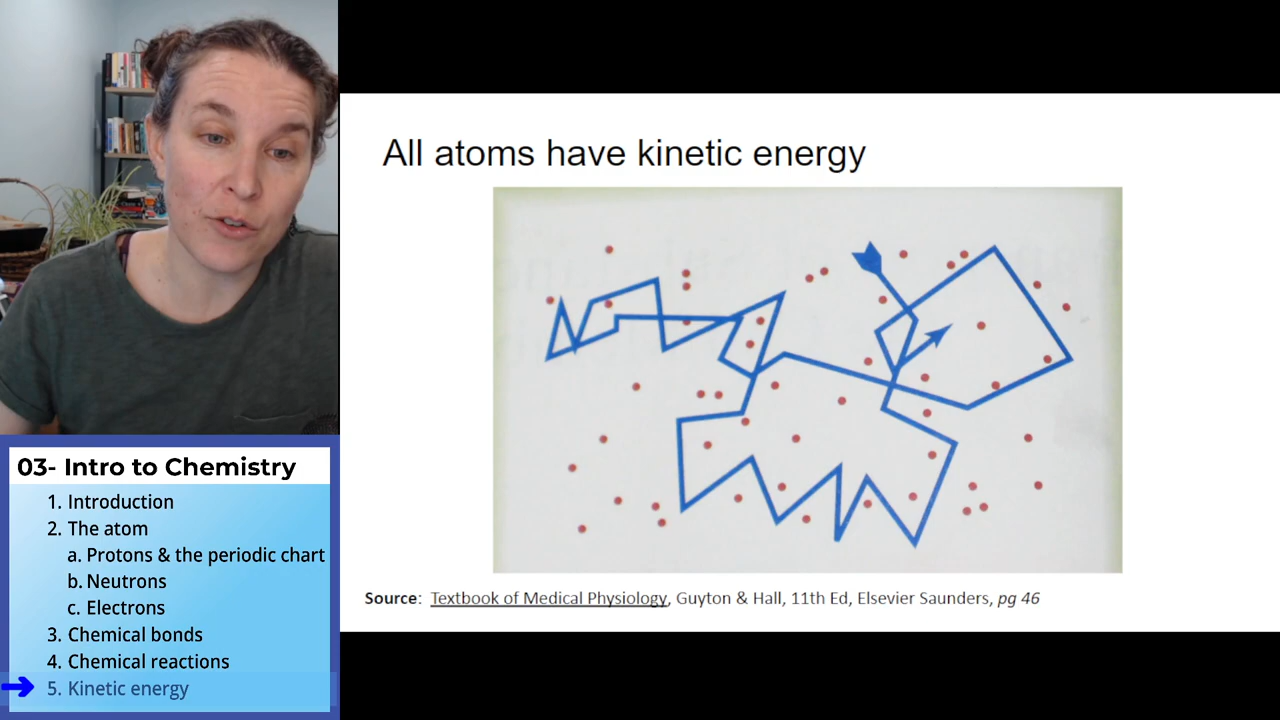 All atoms have kinetic energy
Source: Textbook of Medical Physiology, Guyton & Hall, 11th Ed, Elsevier Saunders, pg 46
03- Intro to Chemistry
1. Introduction
2. The atom
a. Protons & the periodic chart
b. Neutrons
c. Electrons
3. Chemical bonds
4. Chemical reactions
5. Kinetic energy